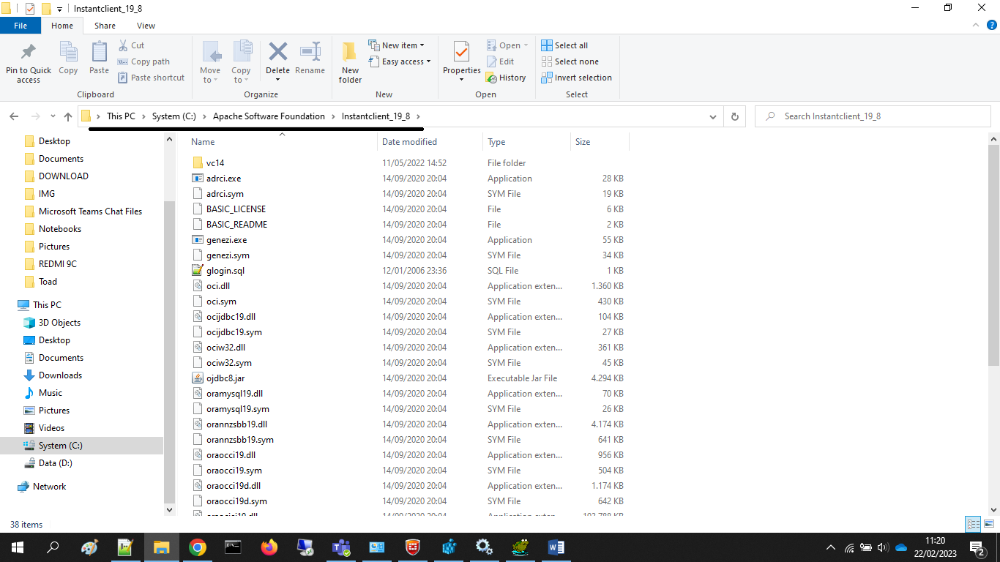 Instantclient_19_8
File Home Share View
Pin to Quick access
Copy
Paste
Cut
Copy path
Paste shortcut
Clipboard
Move to
Copy to
Delete
Rename
Organize
New folder
New item
Easy access
New
Properties
Open
Edit
History
Open
Select all
Select none
Invert selection
Select
This PC System (C:) Apache Software Foundation Instantclient_19_8
Search Instantclient_19_8
Desktop
Documents
DOWNLOAD
IMG
Microsoft Teams Chat Files
Notebooks
Pictures
REDMI 9C
Toad
This PC
3D Objects
Desktop
Documents
Downloads
Music
Pictures
Videos
System (C:)
Data (D:)
Network
Name Date modified Type Size
vc14 11/05/2022 14:52 File folder
adrci.exe 14/09/2020 20:04 Application 28 KB
adrci.sym 14/09/2020 20:04 SYM File 19 KB
BASIC_LICENSE 14/09/2020 20:04 File 6 KB
BASIC_README 14/09/2020 20:04 File 2 KB
genezi.exe 14/09/2020 20:04 Application 55 KB
genezi.sym 14/09/2020 20:04 SYM File 34 KB
glogin.sql 12/01/2006 23:36 SQL File 1 KB
oci.dll 14/09/2020 20:04 Application exten... 1.360 KB
oci.sym 14/09/2020 20:04 SYM File 430 KB
ocijdbc19.dll 14/09/2020 20:04 Application exten... 104 KB
ocijdbc19.sym 14/09/2020 20:04 SYM File 27 KB
ociw32.dll 14/09/2020 20:04 Application exten... 361 KB
ociw32.sym 14/09/2020 20:04 SYM File 45 KB
ojdbc8.jar 14/09/2020 20:04 Executable Jar File 4.294 KB
oramysql19.dll 14/09/2020 20:04 Application exten... 70 KB
oramysql19.sym 14/09/2020 20:04 SYM File 26 KB
orannzsbb19.dll 14/09/2020 20:04 Application exten... 4.174 KB
orannzsbb19.sym 14/09/2020 20:04 SYM File 641 KB
oraocci19.dll 14/09/2020 20:04 Application exten... 956 KB
oraocci19.sym 14/09/2020 20:04 SYM File 504 KB
oraocci19d.dll 14/09/2020 20:04 Application exten... 1.174 KB
oraocci19d.sym 14/09/2020 20:04 SYM File 642 KB
38 items
11:20
22/02/2023
2